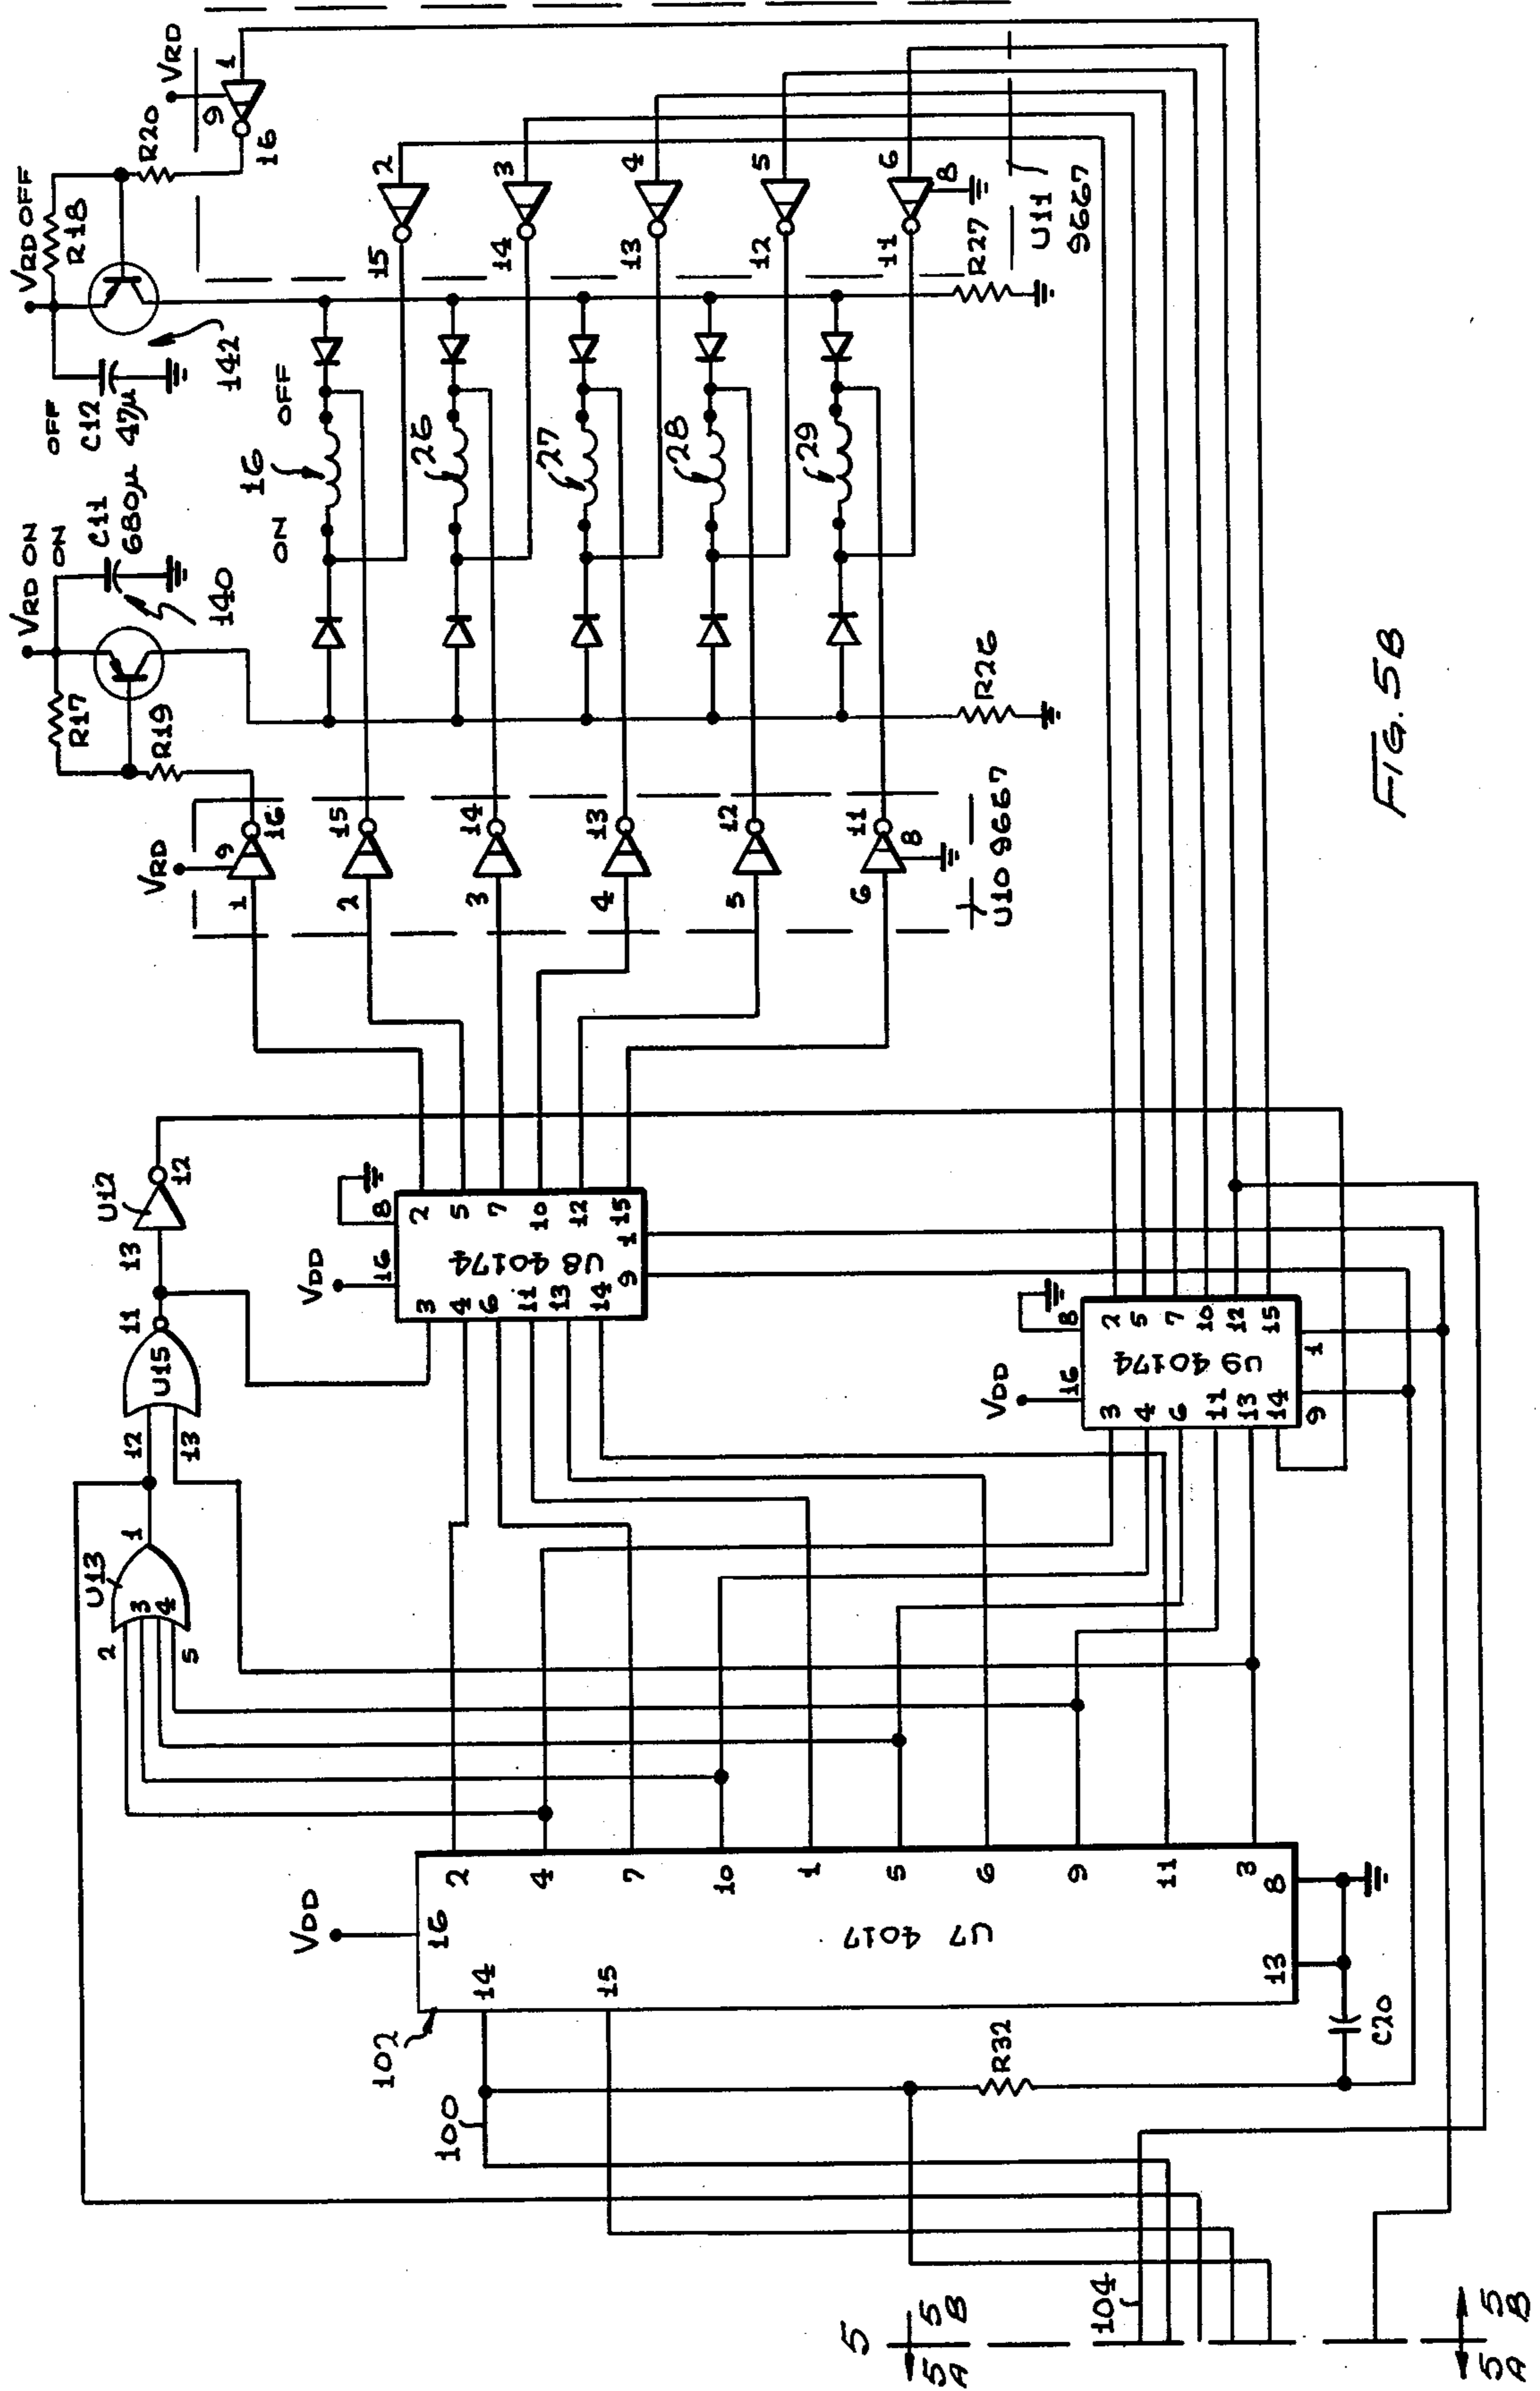 VRD OFF
R18
VRD
R20
1
9
16
OFF
C12
47μ
142
VRD ON
ON
C11
680μ
140
R17
R19
VRD
9
16
1
OFF
16
ON
26
27
28
29
2
15
3
14
4
13
5
12
6
11
8
R27
U11
9667
R26
15
2
14
3
13
4
12
5
11
6
8
U10 9667
U12
12
13
11
U15
12
13
U13
1
2
3
4
5
VDD
16
8
3
4
6
11
13
14
2
5
7
10
12
15
1
9
U8 40174
VDD
16
8
3
4
6
11
13
14
2
5
7
10
12
15
1
9
U9 40174
VDD
16
102
14
15
2
4
7
10
1
5
6
9
11
3
8
13
U7 4017
100
R32
C20
104
5
5A
5B
5A
5B
FIG. 5B